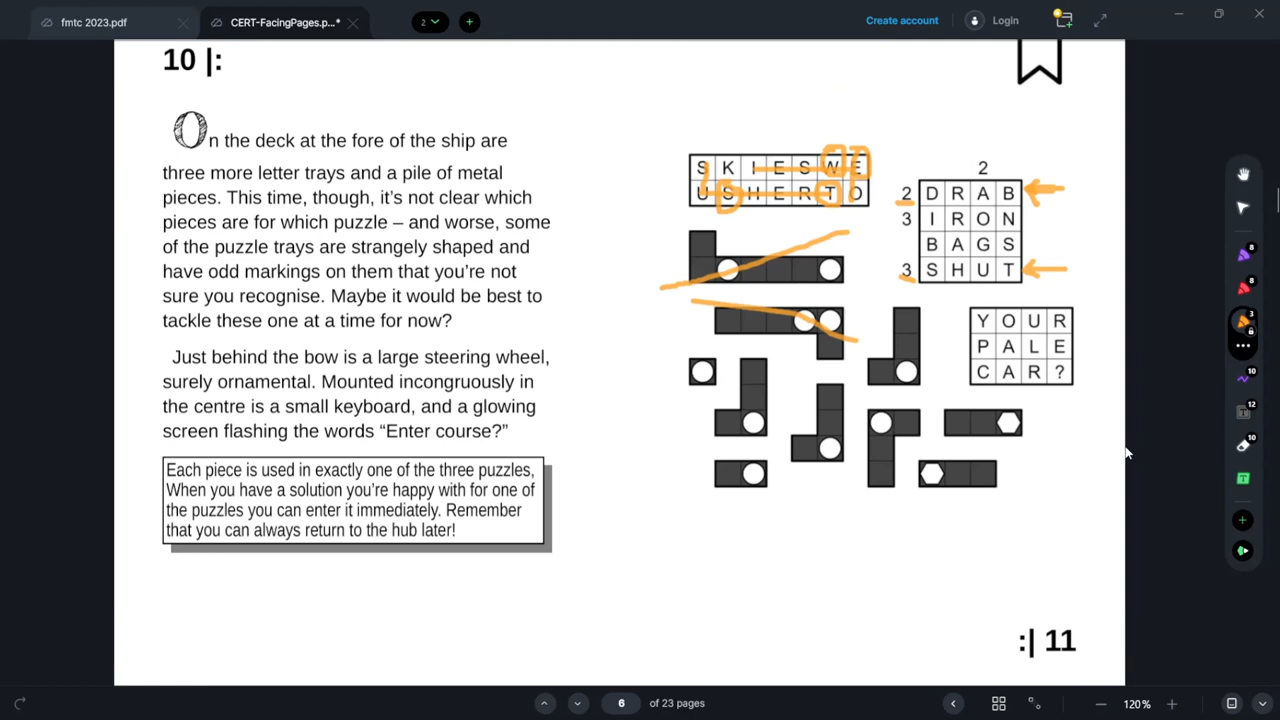 fmtc 2023.pdf
CERT-FacingPages.p...*
2
Create account
Login
10 |:
On the deck at the fore of the ship are
three more letter trays and a pile of metal
pieces. This time, though, it's not clear which
pieces are for which puzzle – and worse, some
of the puzzle trays are strangely shaped and
have odd markings on them that you're not
sure you recognise. Maybe it would be best to
tackle these one at a time for now?
Just behind the bow is a large steering wheel,
surely ornamental. Mounted incongruously in
the centre is a small keyboard, and a glowing
screen flashing the words “Enter course?”
Each piece is used in exactly one of the three puzzles,
When you have a solution you're happy with for one of
the puzzles you can enter it immediately. Remember
that you can always return to the hub later!
S K I E S W E
U S H E R T O
2
2 D R A B
3 I R O N
B A G S
3 S H U T
Y O U R
P A L E
C A R ?
:| 11
8
8
3
10
12
10
6
of 23 pages
120%